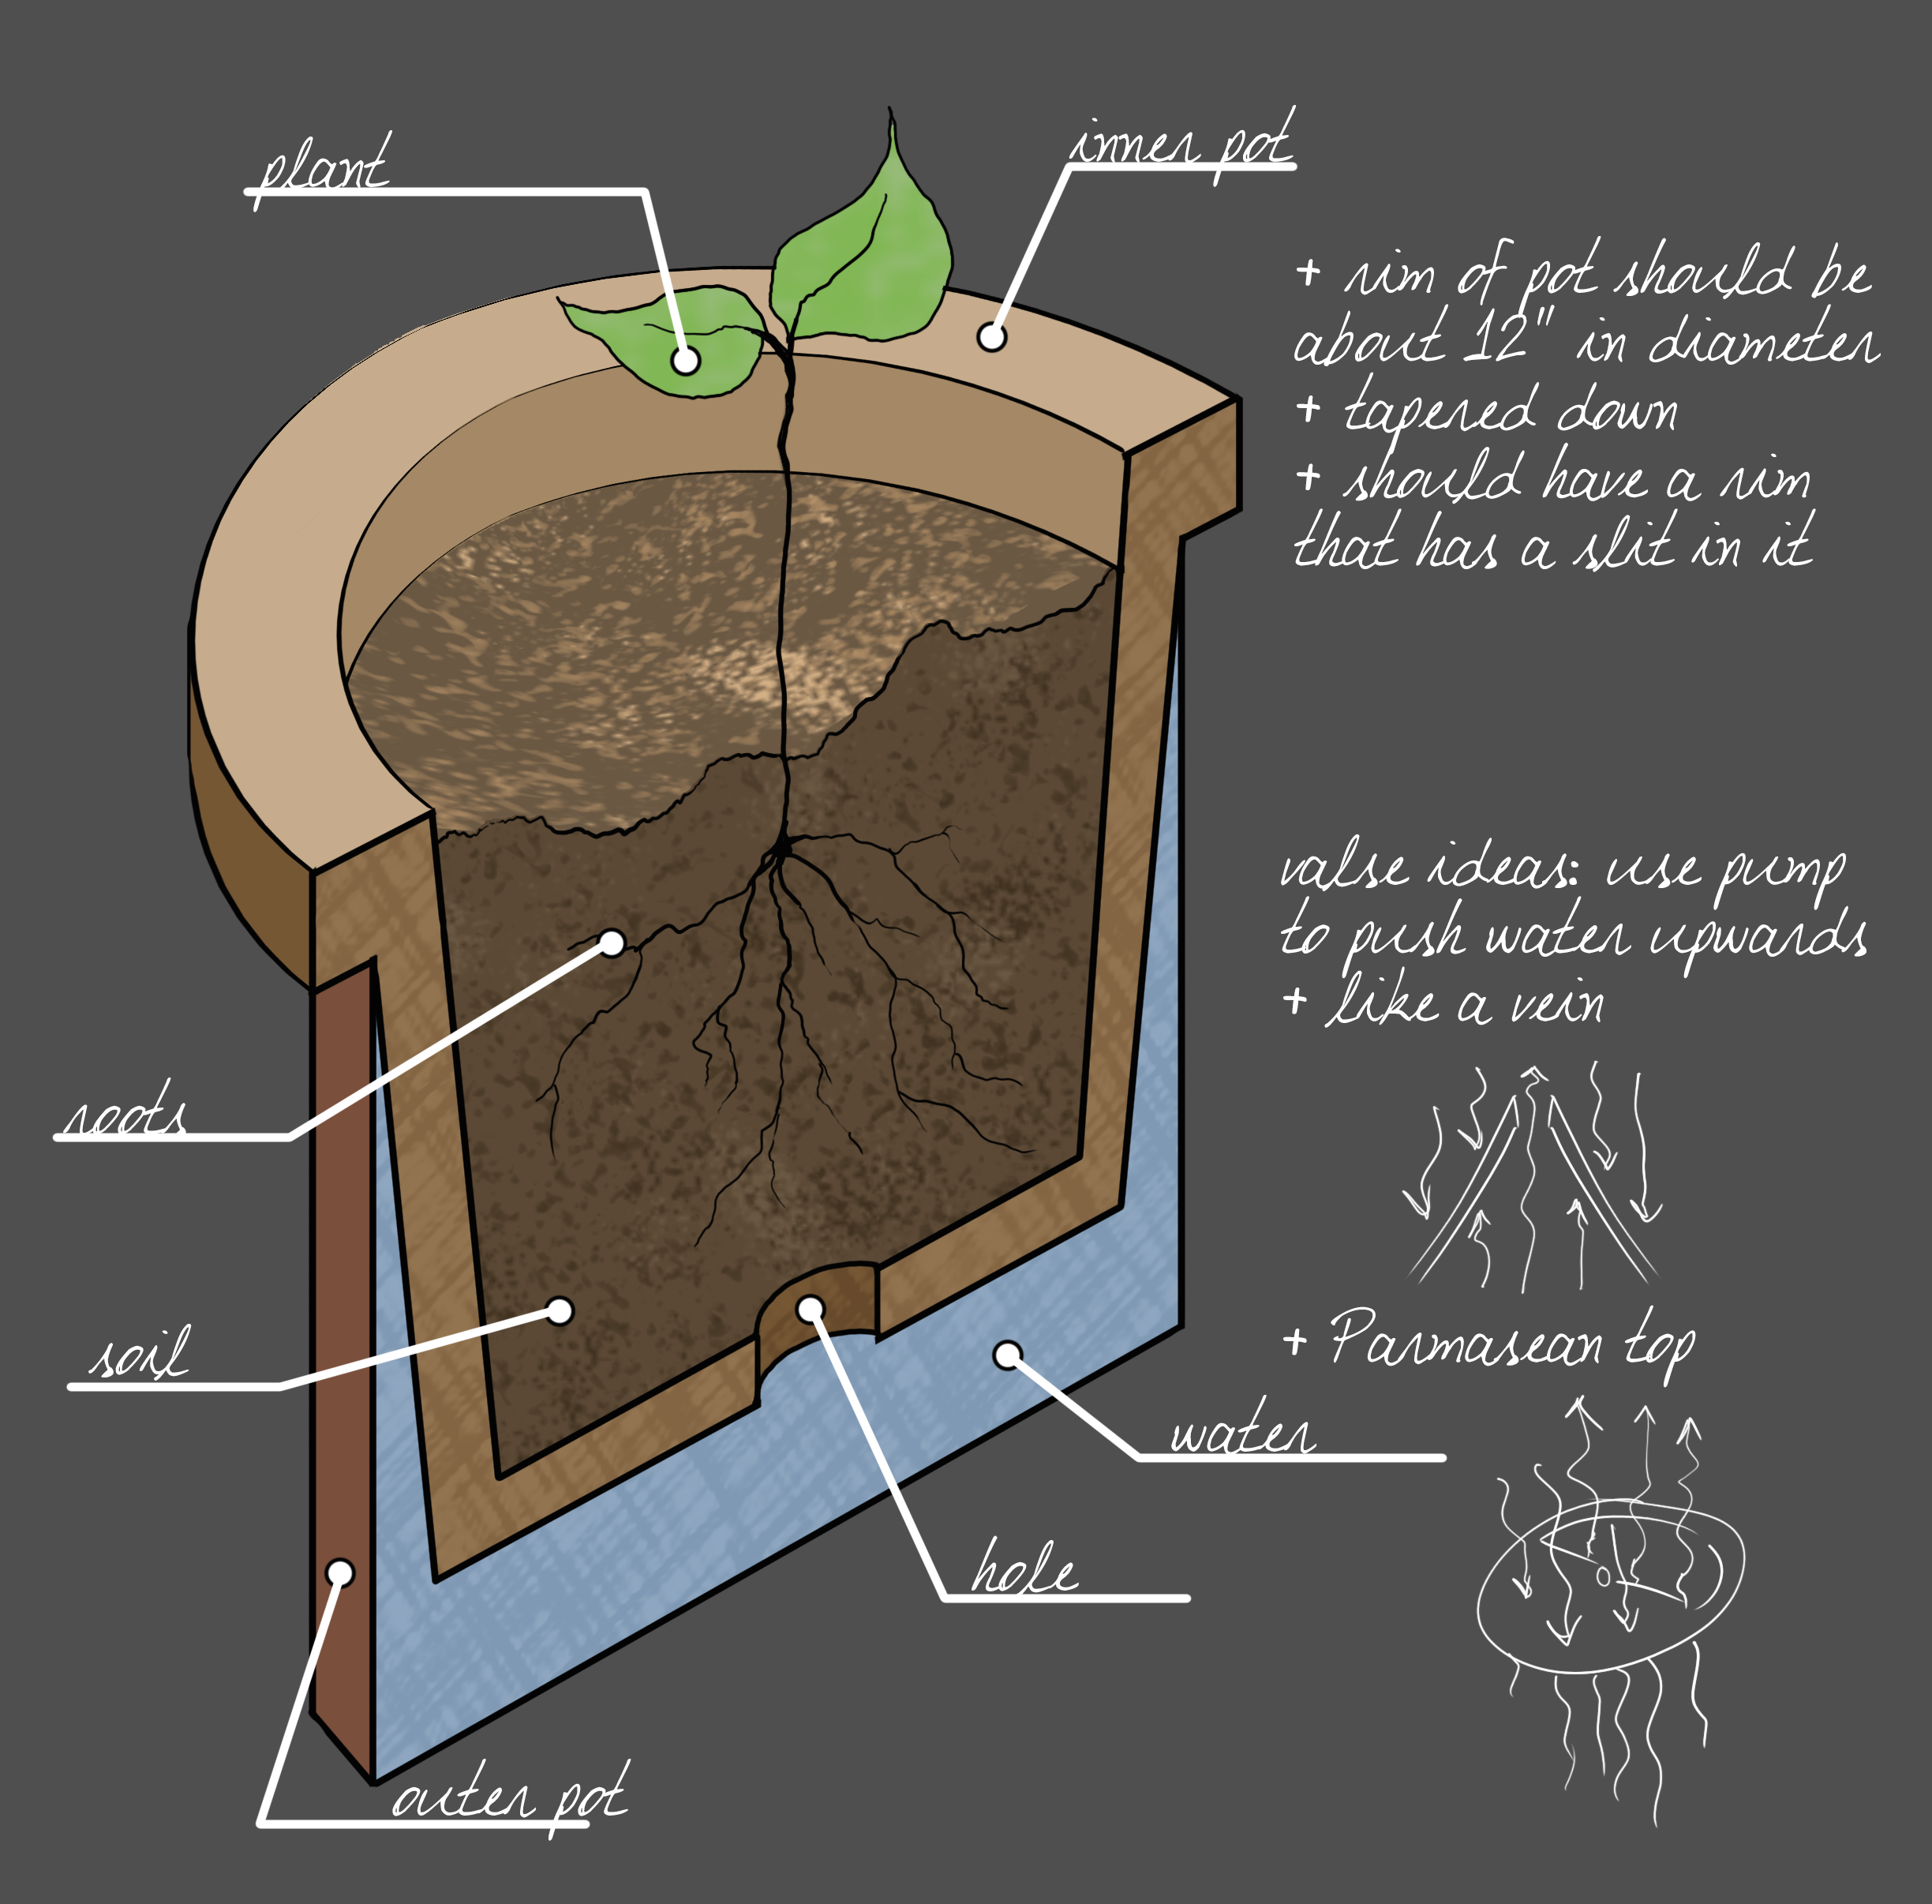 plant
inner pot
+ rim of pot should be
about 12" in diameter
+ tapered down
+ should have a rim
that has a slit in it
valse ideas: use pump
to push water upwards
+ like a vein
roots
+ Parmasean top
soil
water
hole
outer pot